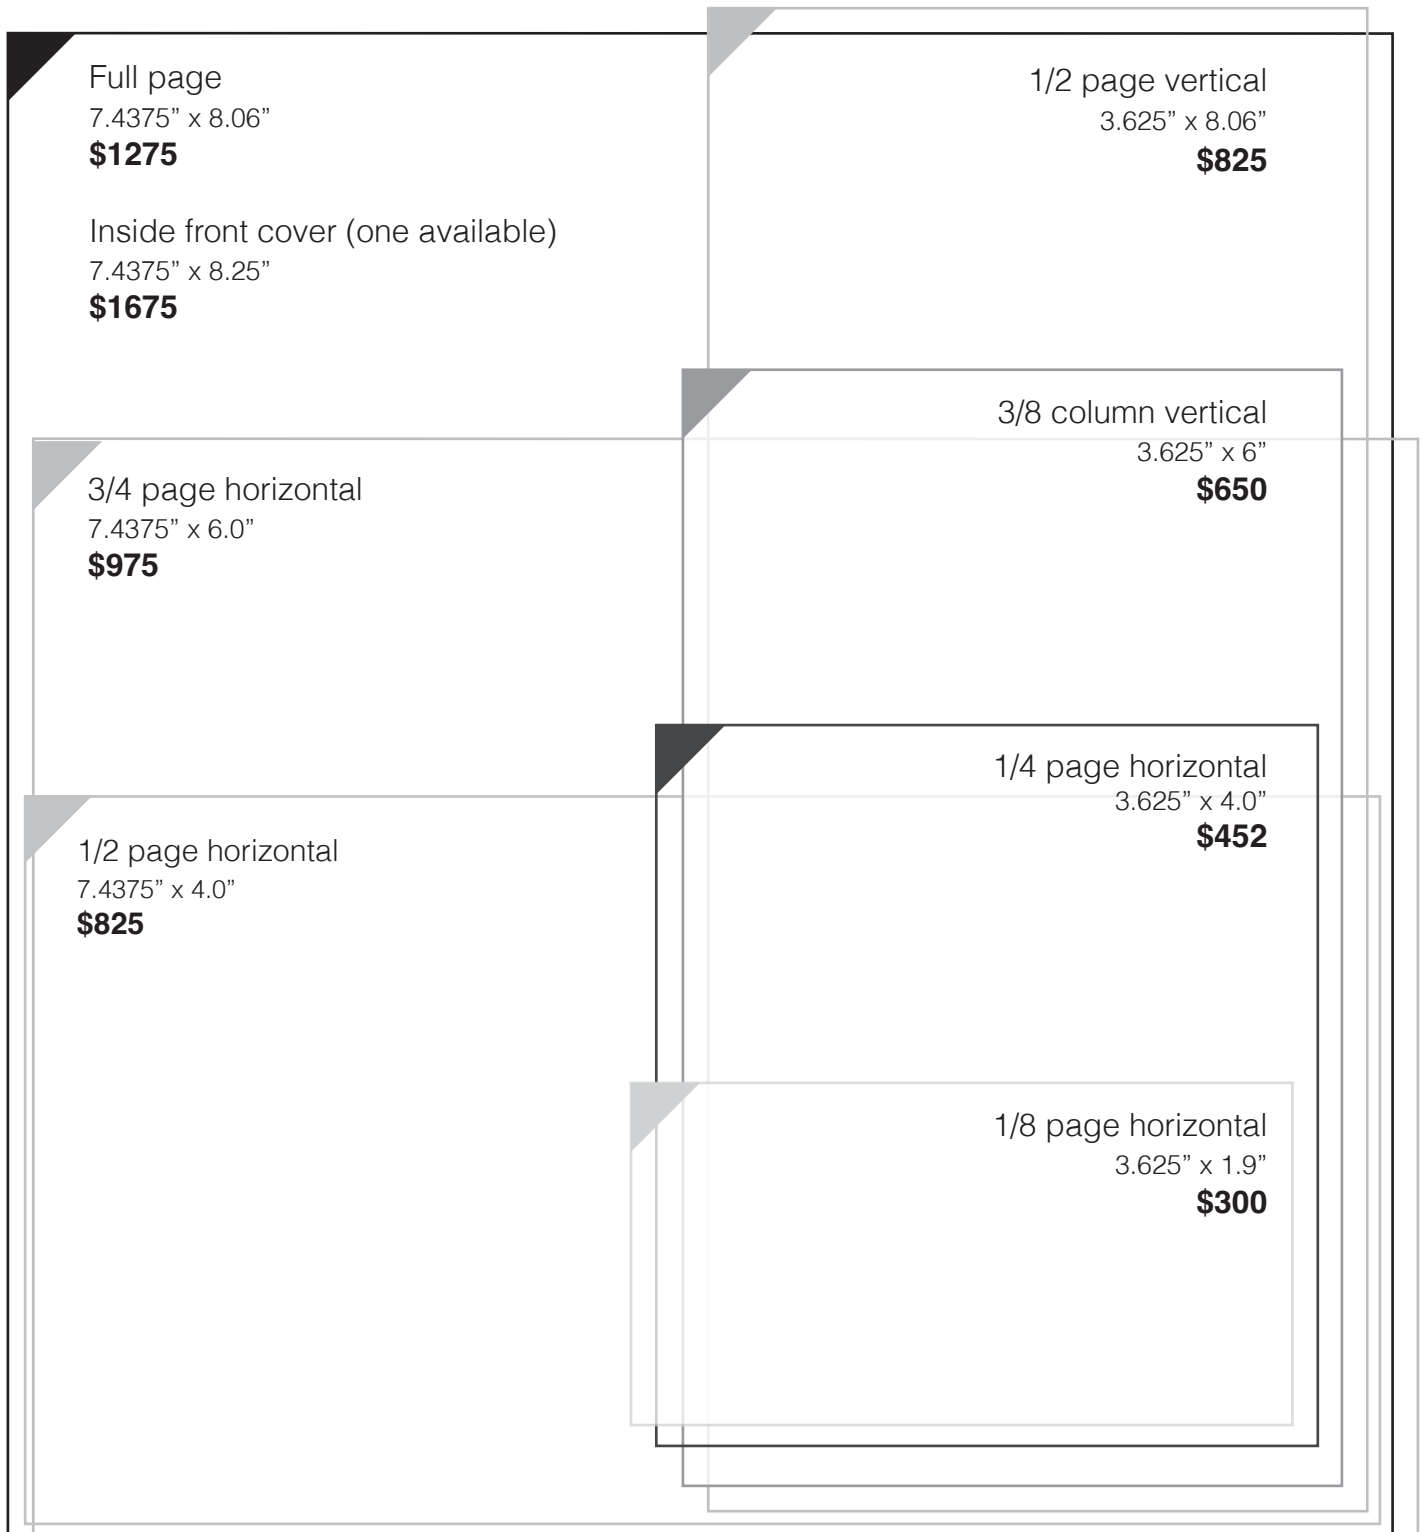 Full page
7.4375” x 8.06”
$1275
Inside front cover (one available)
7.4375” x 8.25”
$1675
1/2 page vertical
3.625” x 8.06”
$825
3/8 column vertical
3.625” x 6”
$650
3/4 page horizontal
7.4375” x 6.0”
$975
1/4 page horizontal
3.625” x 4.0”
$452
1/2 page horizontal
7.4375” x 4.0”
$825
1/8 page horizontal
3.625” x 1.9”
$300